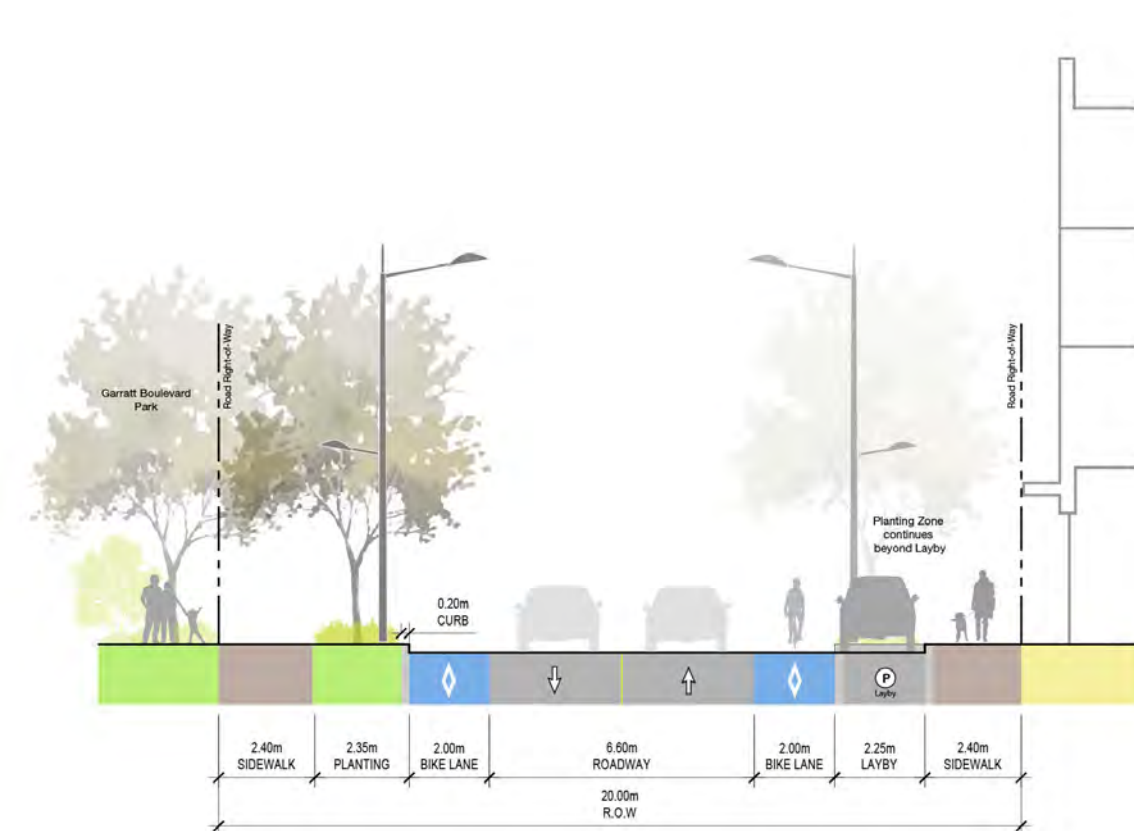 Garratt Boulevard
Park
Road Right-of-Way
Road Right-of-Way
Planting Zone
continues
beyond Layby
0.20m
CURB
P
Layby
2.40m
SIDEWALK
2.35m
PLANTING
2.00m
BIKE LANE
6.60m
ROADWAY
2.00m
BIKE LANE
2.25m
LAYBY
2.40m
SIDEWALK
20.00m
R.O.W